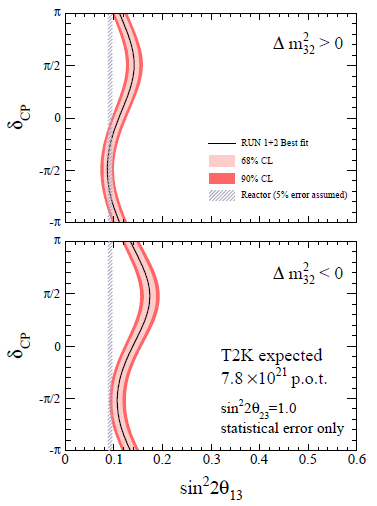 π
Δ m²₃₂ > 0
π/2
δCP
0
RUN 1+2 Best fit
68% CL
90% CL
-π/2
Reactor (5% error assumed)
-π
π
Δ m²₃₂ < 0
π/2
δCP
0
T2K expected
7.8 ×10²¹ p.o.t.
-π/2
sin²2θ₂₃=1.0
statistical error only
-π
0 0.1 0.2 0.3 0.4 0.5 0.6
sin²2θ₁₃